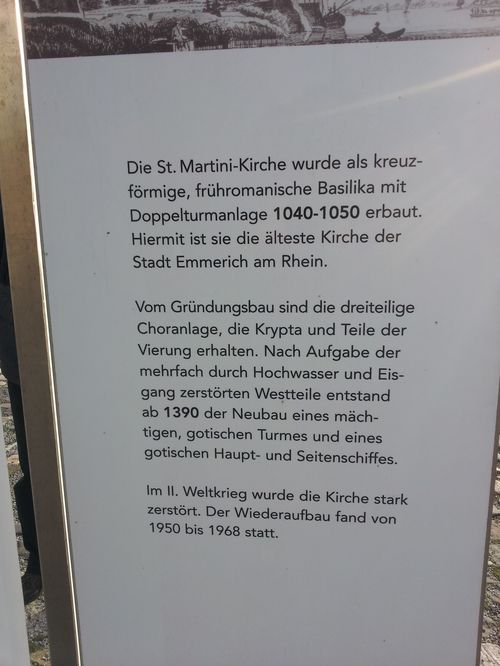 Die St. Martini-Kirche wurde als kreuz-
förmige, frühromanische Basilika mit
Doppelturmanlage 1040-1050 erbaut.
Hiermit ist sie die älteste Kirche der
Stadt Emmerich am Rhein.
Vom Gründungsbau sind die dreiteilige
Choranlage, die Krypta und Teile der
Vierung erhalten. Nach Aufgabe der
mehrfach durch Hochwasser und Eis-
gang zerstörten Westteile entstand
ab 1390 der Neubau eines mäch-
tigen, gotischen Turmes und eines
gotischen Haupt- und Seitenschiffes.
Im II. Weltkrieg wurde die Kirche stark
zerstört. Der Wiederaufbau fand von
1950 bis 1968 statt.